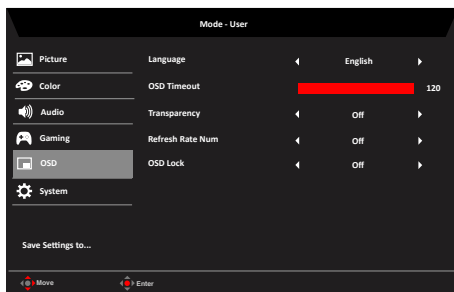 Mode - User
Picture
Language English
Color
OSD Timeout 120
Audio
Transparency Off
Gaming
Refresh Rate Num Off
OSD
OSD Lock Off
System
Save Settings to...
Move Enter